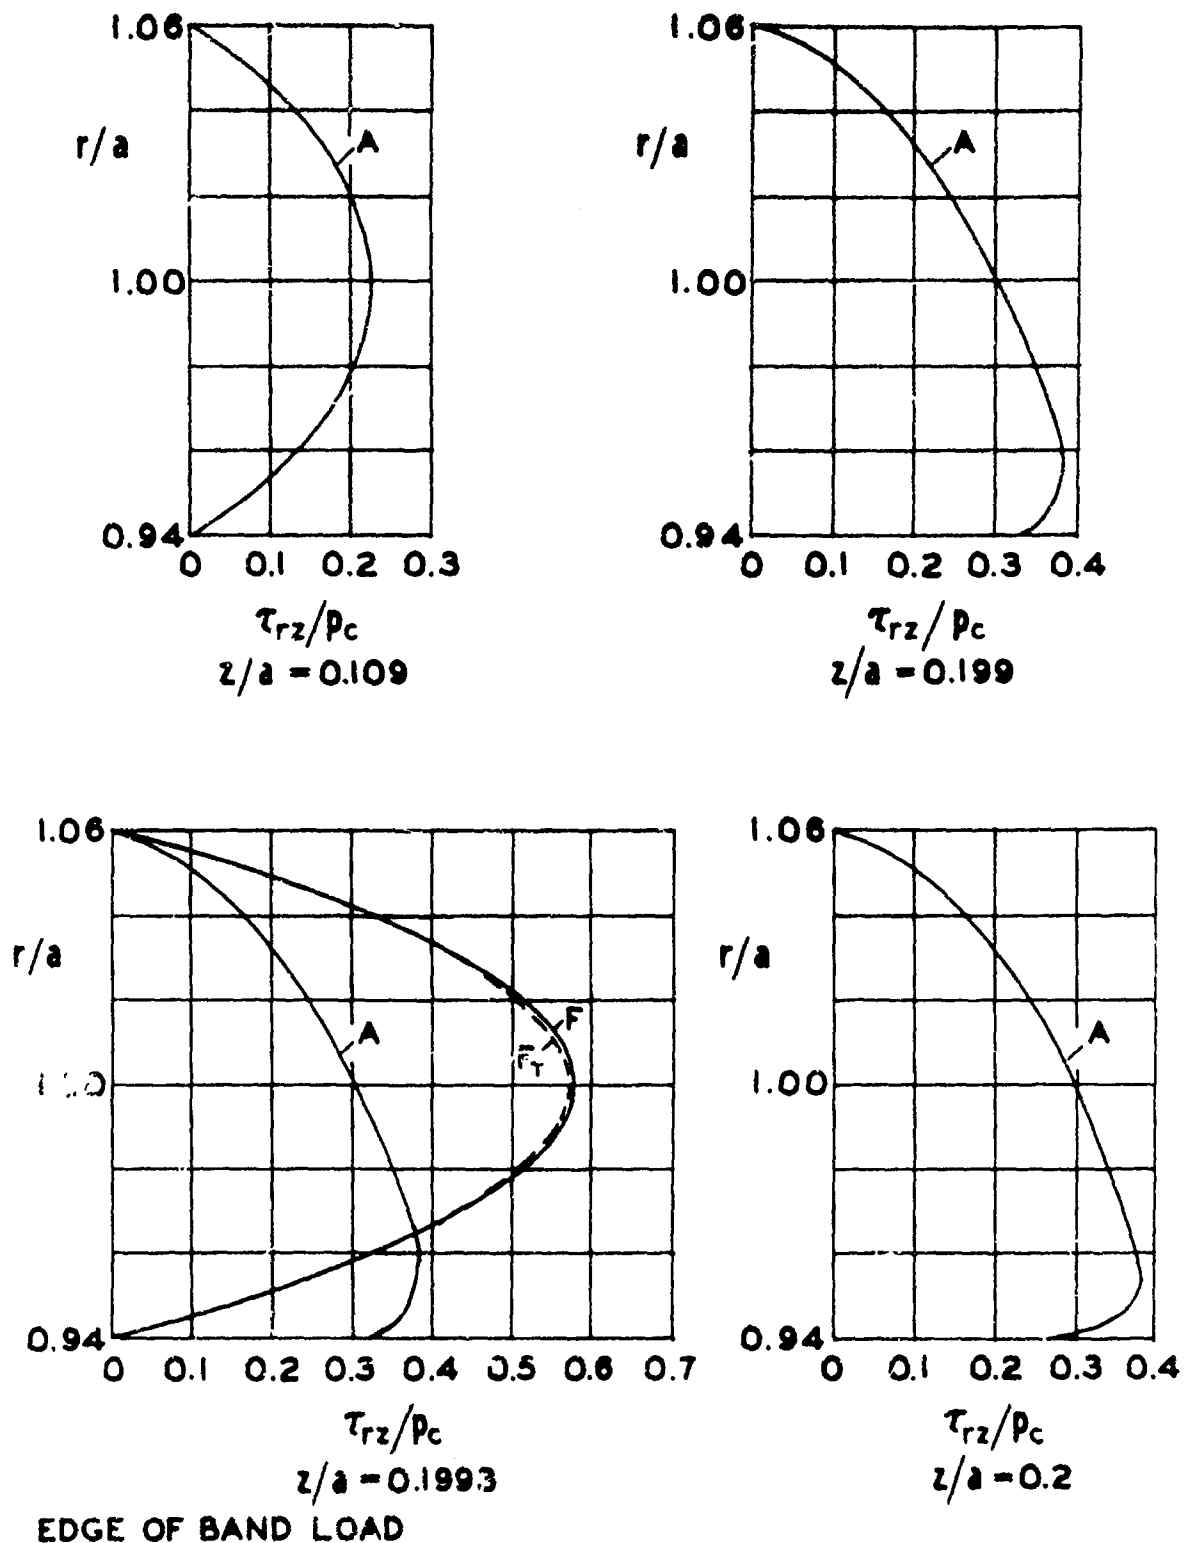 1.06
r/a
A
1.00
0.94
0 0.1 0.2 0.3
τrz/pc
z/a = 0.109
1.06
r/a
A
1.00
0.94
0 0.1 0.2 0.3 0.4
τrz/pc
z/a = 0.199
1.06
r/a
F
A
F̄T
0.94
0 0.1 0.2 0.3 0.4 0.5 0.6 0.7
τrz/pc
z/a = 0.1993
EDGE OF BAND LOAD
1.06
r/a
A
1.00
0.94
0 0.1 0.2 0.3 0.4
τrz/pc
z/a = 0.2